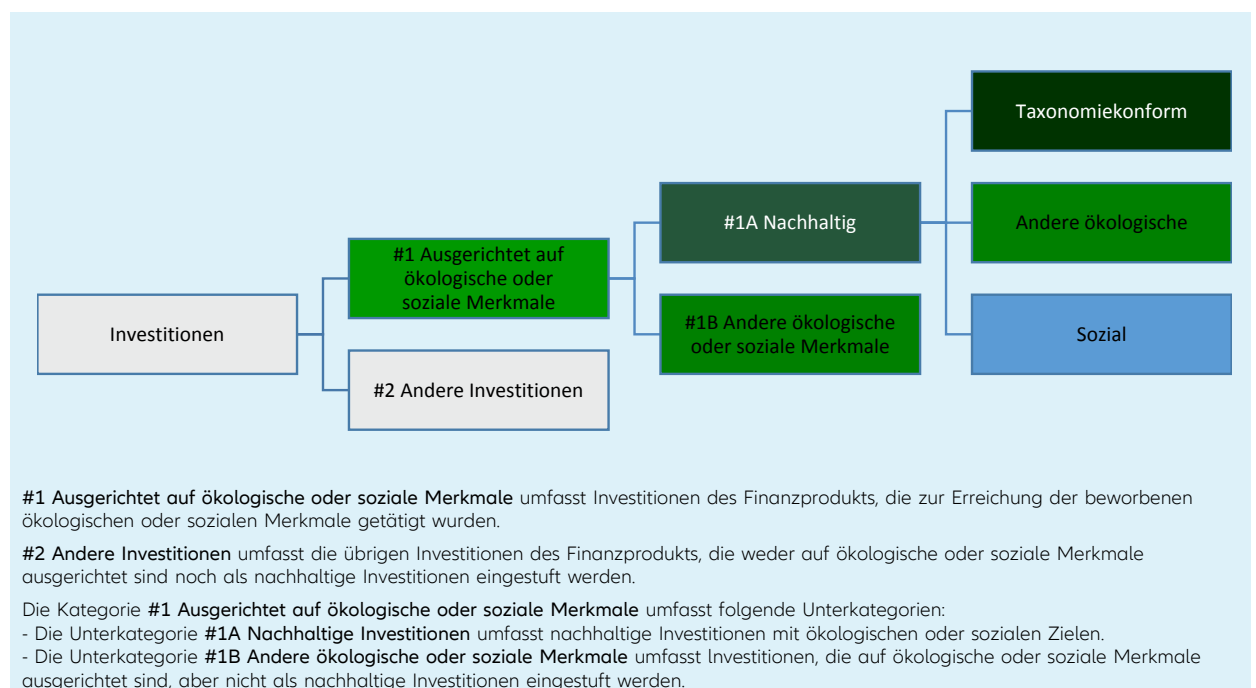 Taxonomiekonform
#1A Nachhaltig
Andere ökologische
#1 Ausgerichtet auf
ökologische oder
soziale Merkmale
Investitionen
#1B Andere ökologische
oder soziale Merkmale
Sozial
#2 Andere Investitionen
#1 Ausgerichtet auf ökologische oder soziale Merkmale umfasst Investitionen des Finanzprodukts, die zur Erreichung der beworbenen
ökologischen oder sozialen Merkmale getätigt wurden.
#2 Andere Investitionen umfasst die übrigen Investitionen des Finanzprodukts, die weder auf ökologische oder soziale Merkmale
ausgerichtet sind noch als nachhaltige Investitionen eingestuft werden.
Die Kategorie #1 Ausgerichtet auf ökologische oder soziale Merkmale umfasst folgende Unterkategorien:
- Die Unterkategorie #1A Nachhaltige Investitionen umfasst nachhaltige Investitionen mit ökologischen oder sozialen Zielen.
- Die Unterkategorie #1B Andere ökologische oder soziale Merkmale umfasst Investitionen, die auf ökologische oder soziale Merkmale
ausgerichtet sind, aber nicht als nachhaltige Investitionen eingestuft werden.